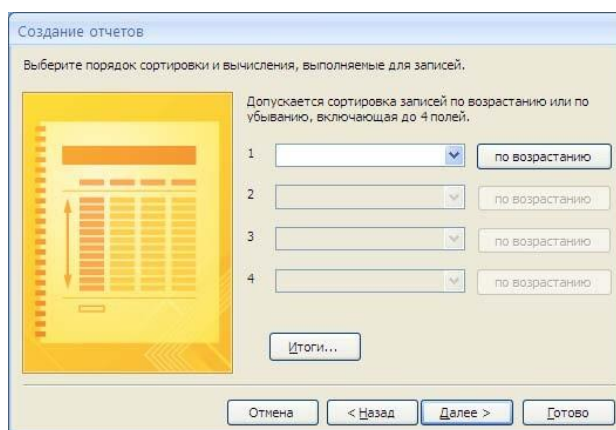 Создание отчетов
Выберите порядок сортировки и вычисления, выполняемые для записей.
Допускается сортировка записей по возрастанию или по
убыванию, включающая до 4 полей.
1 по возрастанию
2 по возрастанию
3 по возрастанию
4 по возрастанию
Итоги...
Отмена < Назад Далее > Готово